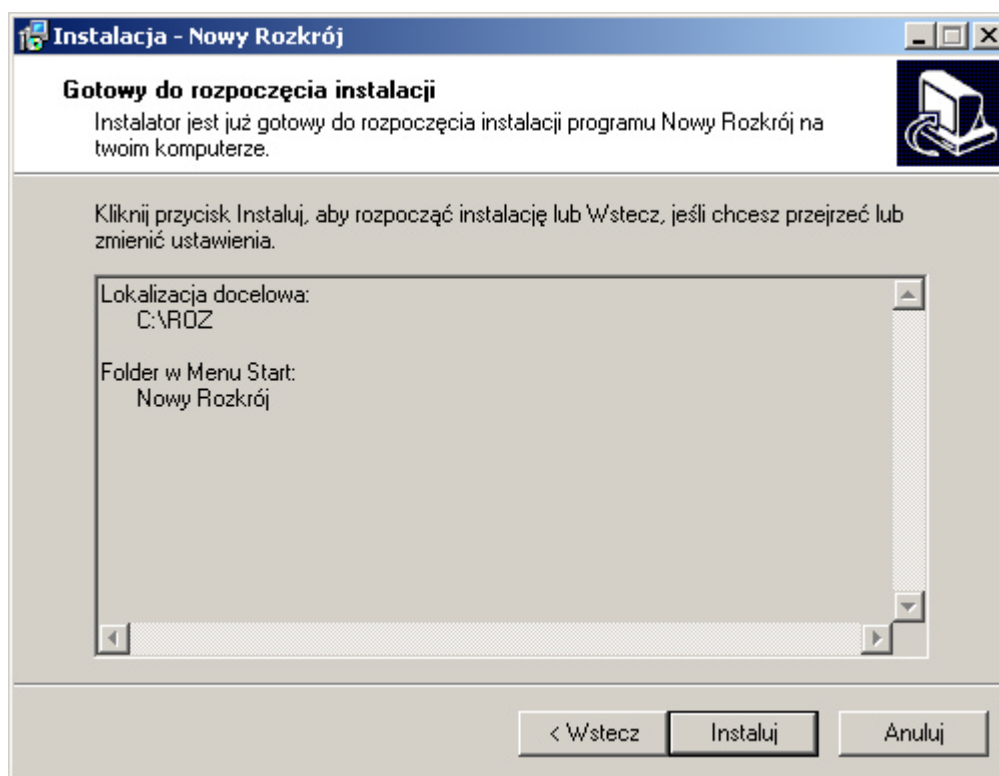 Instalacja - Nowy Rozkrój
Gotowy do rozpoczęcia instalacji
Instalator jest już gotowy do rozpoczęcia instalacji programu Nowy Rozkrój na
twoim komputerze.
Kliknij przycisk Instaluj, aby rozpocząć instalację lub Wstecz, jeśli chcesz przejrzeć lub
zmienić ustawienia.
Lokalizacja docelowa:
C:\ROZ
Folder w Menu Start:
Nowy Rozkrój
< Wstecz Instaluj Anuluj